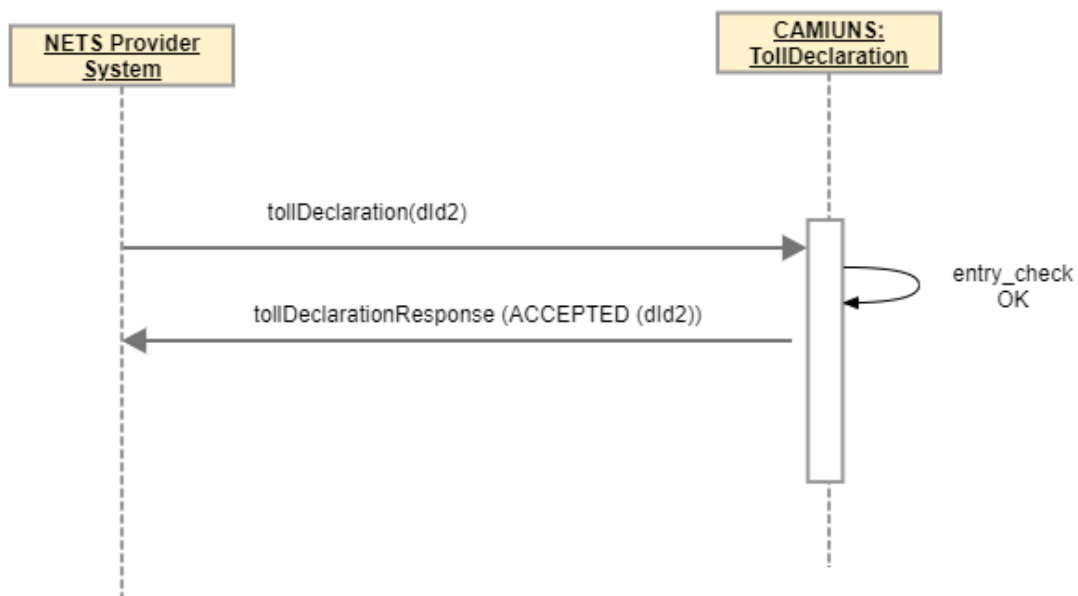 NETS Provider
System
CAMIUNS:
TollDeclaration
tollDeclaration(dId2)
entry_check
OK
tollDeclarationResponse (ACCEPTED (dId2))